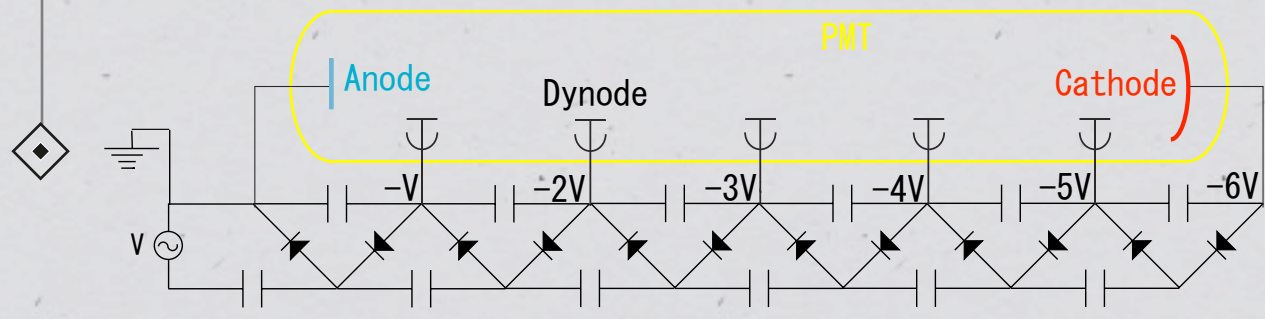 PMT
Anode
Dynode
Cathode
-V
-2V
-3V
-4V
-5V
-6V
V